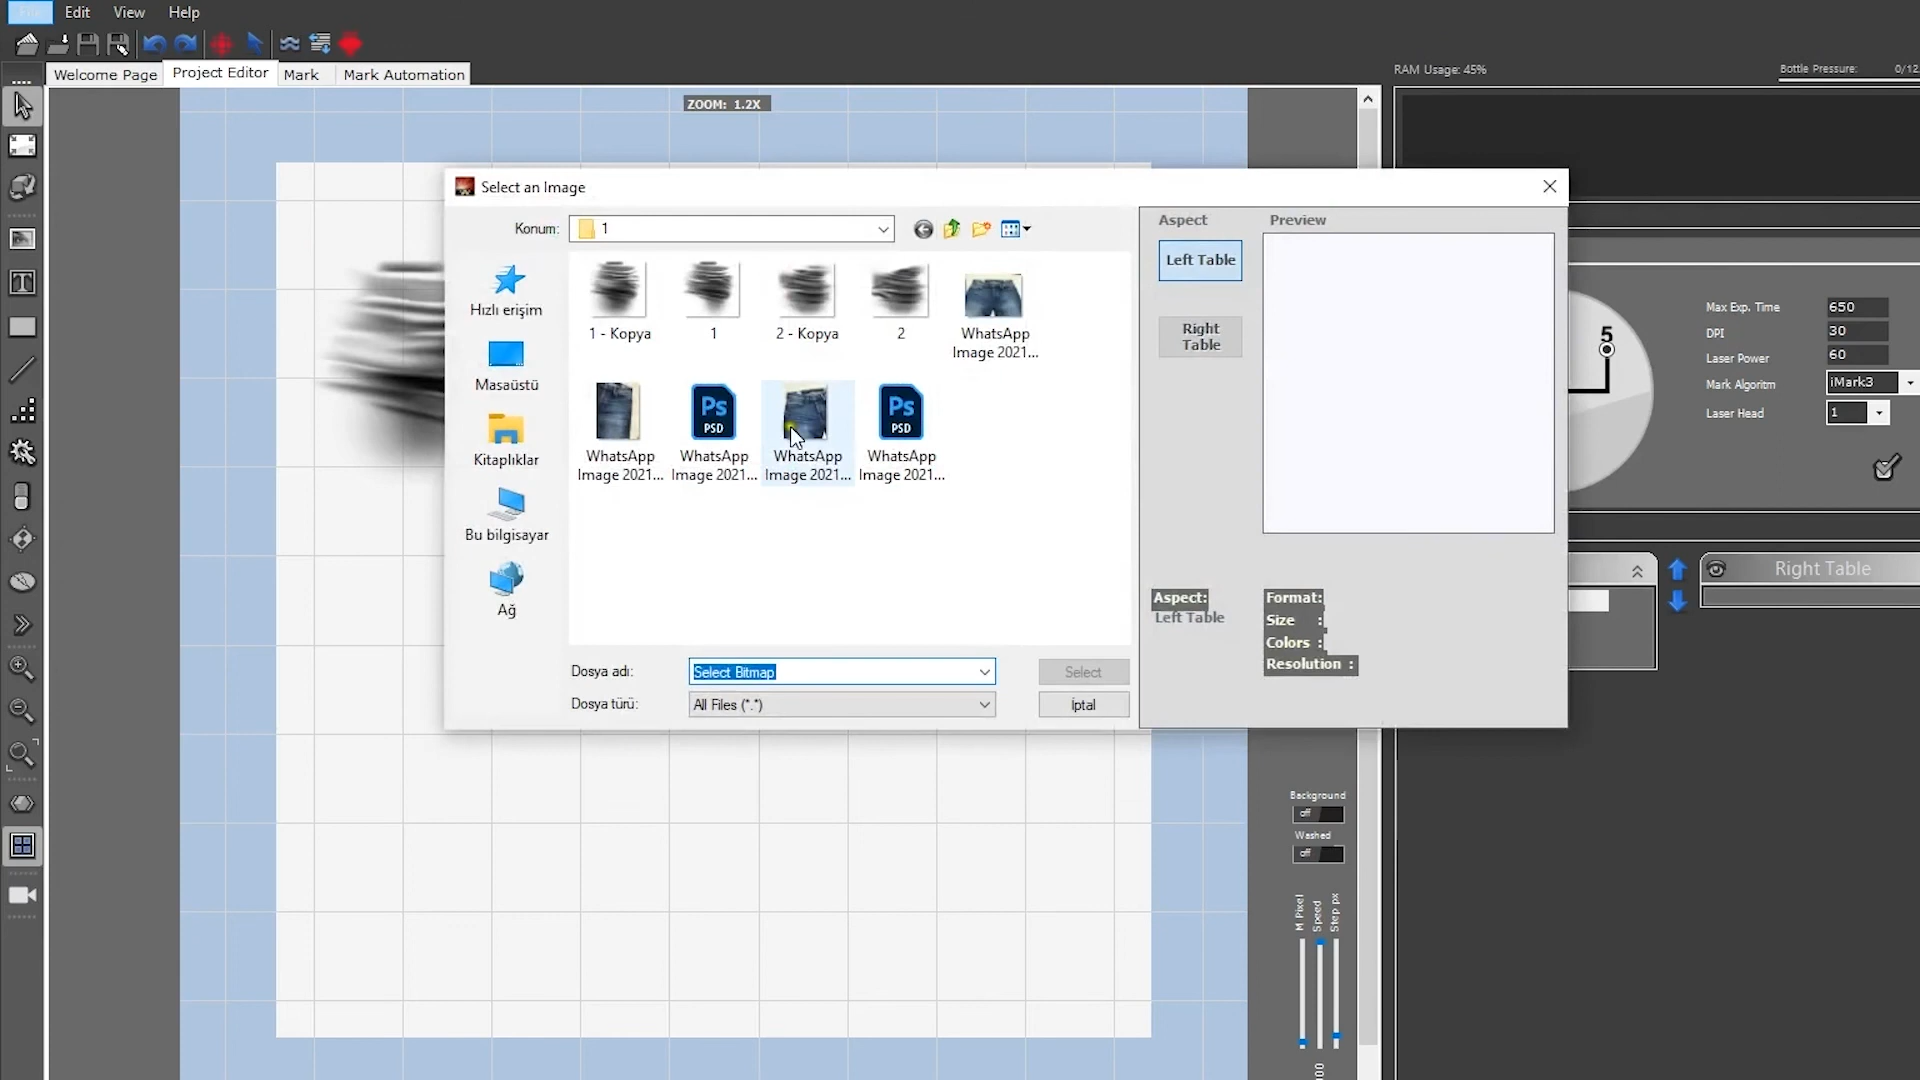 Edit View Help
Welcome Page Project Editor Mark Mark Automation
RAM Usage: 45%
Bottle Pressure: 0/12
ZOOM: 1.2X
Select an Image
Konum: 1
Hızlı erişim
Masaüstü
Kitaplıklar
Bu bilgisayar
Ağ
1 - Kopya
1
2 - Kopya
2
WhatsApp
Image 2021...
WhatsApp
Image 2021...
Ps
PSD
WhatsApp
Image 2021...
WhatsApp
Image 2021...
Ps
PSD
WhatsApp
Image 2021...
Dosya adı: Select Bitmap
Select
Dosya türü: All Files (*.*)
İptal
Aspect
Left Table
Right
Table
Preview
Aspect:
Left Table
Format:
Size :
Colors :
Resolution :
5
Max Exp. Time 650
DPI 30
Laser Power 60
Mark Algoritm iMark3
Laser Head 1
Right Table
Background
off
Washed
off
M Pixel
Speed
Step px